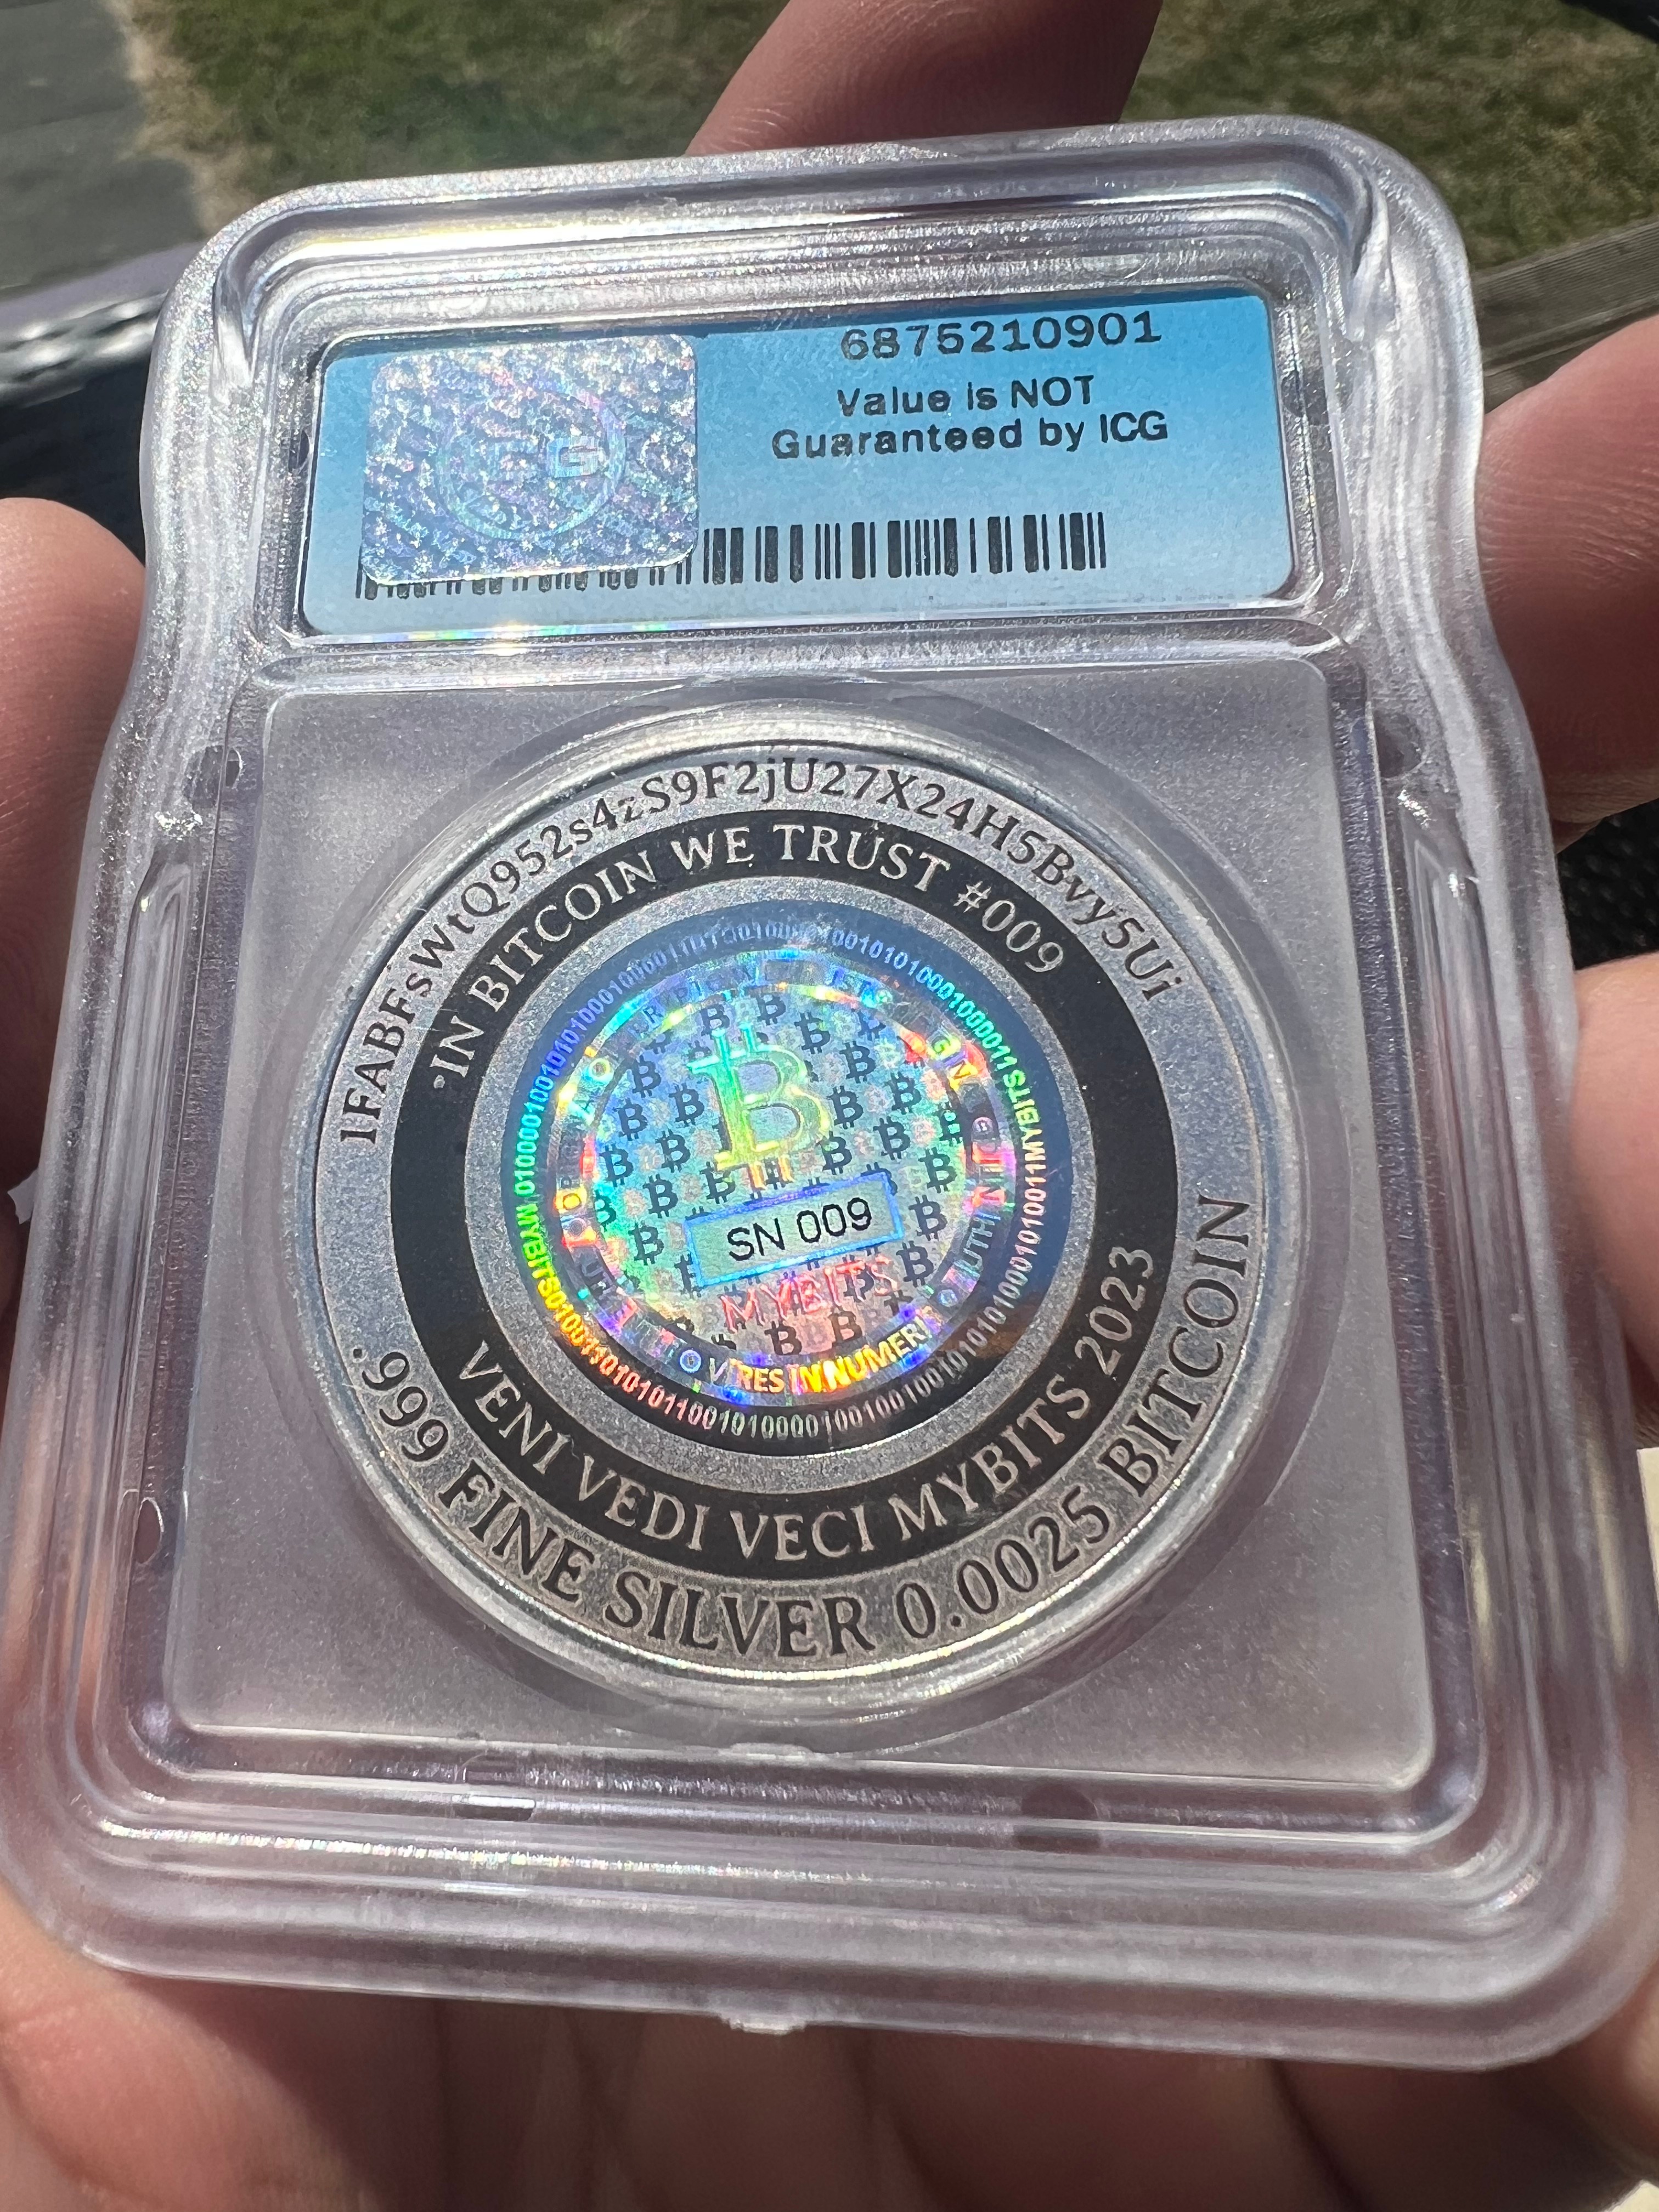 6875210901
Value is NOT
Guaranteed by ICG
1FABFsWtQ952s4zS9F2jU27X24H5Bvy5Ui
"IN BITCOIN WE TRUST #009
SN 009
MYBITS
VIRES IN NUMERIS
VENI VEDI VECI MYBITS 2023
.999 FINE SILVER 0.0025 BITCOIN